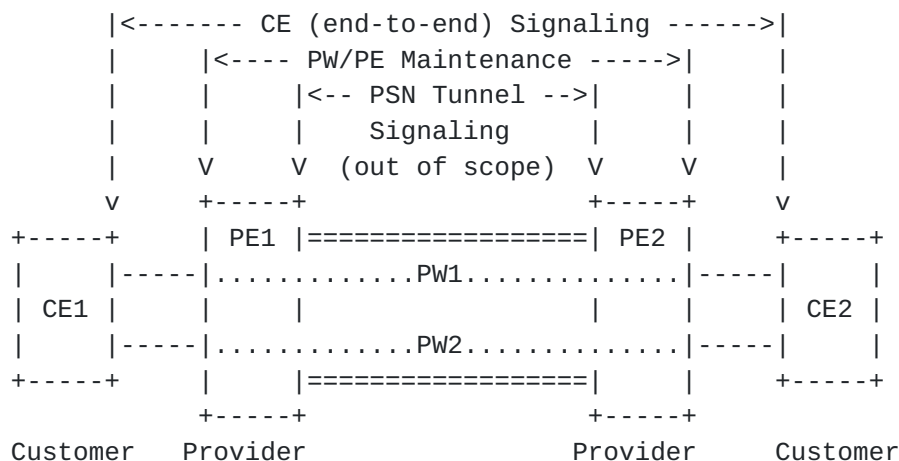 |<------- CE (end-to-end) Signaling ------>|
|     |<---- PW/PE Maintenance ----->|     |
|     |     |<-- PSN Tunnel -->|     |     |
|     |     |    Signaling     |     |     |
|     V     V  (out of scope)  V     V     |
v     +-----+                  +-----+     v
+-----+     | PE1 |==================| PE2 |     +-----+
|     |-----|.............PW1..............|-----|     |
| CE1 |     |     |                  |     |     | CE2 |
|     |-----|.............PW2..............|-----|     |
+-----+     |     |==================|     |     +-----+
+-----+                  +-----+
Customer   Provider                 Provider     Customer